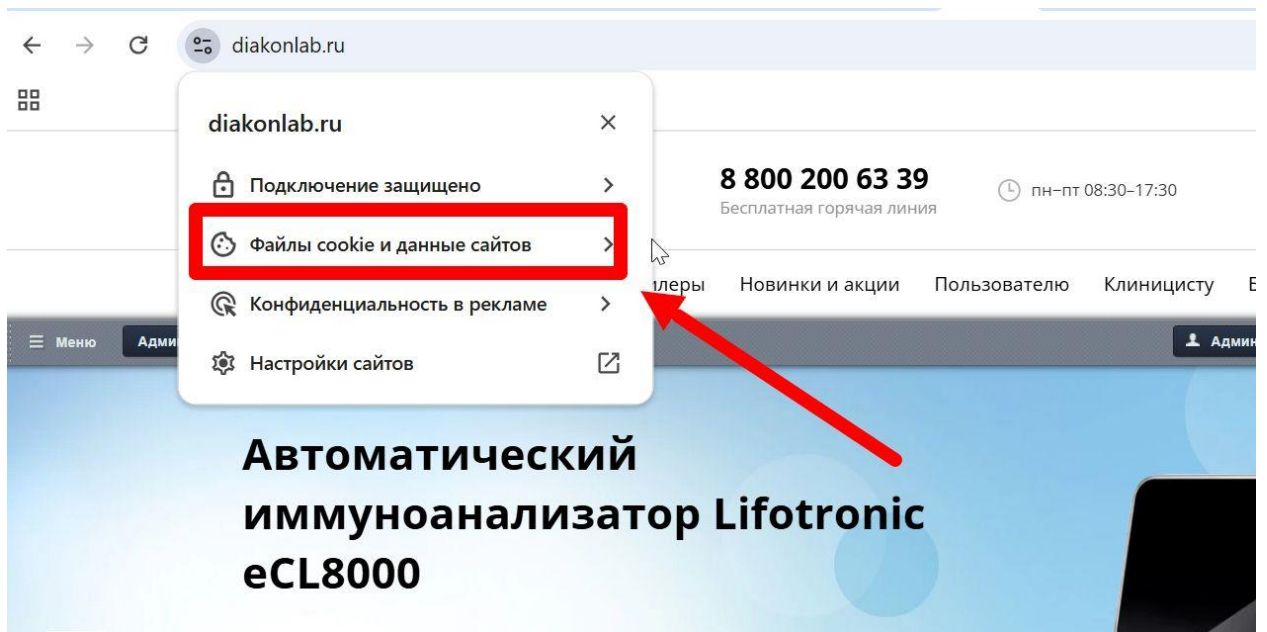 diakonlab.ru
diakonlab.ru
Подключение защищено
Файлы cookie и данные сайтов
Конфиденциальность в рекламе
Настройки сайтов
8 800 200 63 39
Бесплатная горячая линия
пн–пт 08:30–17:30
Новинки и акции Пользователю Клиницисту
Меню
Автоматический
иммуноанализатор Lifotronic
eCL8000